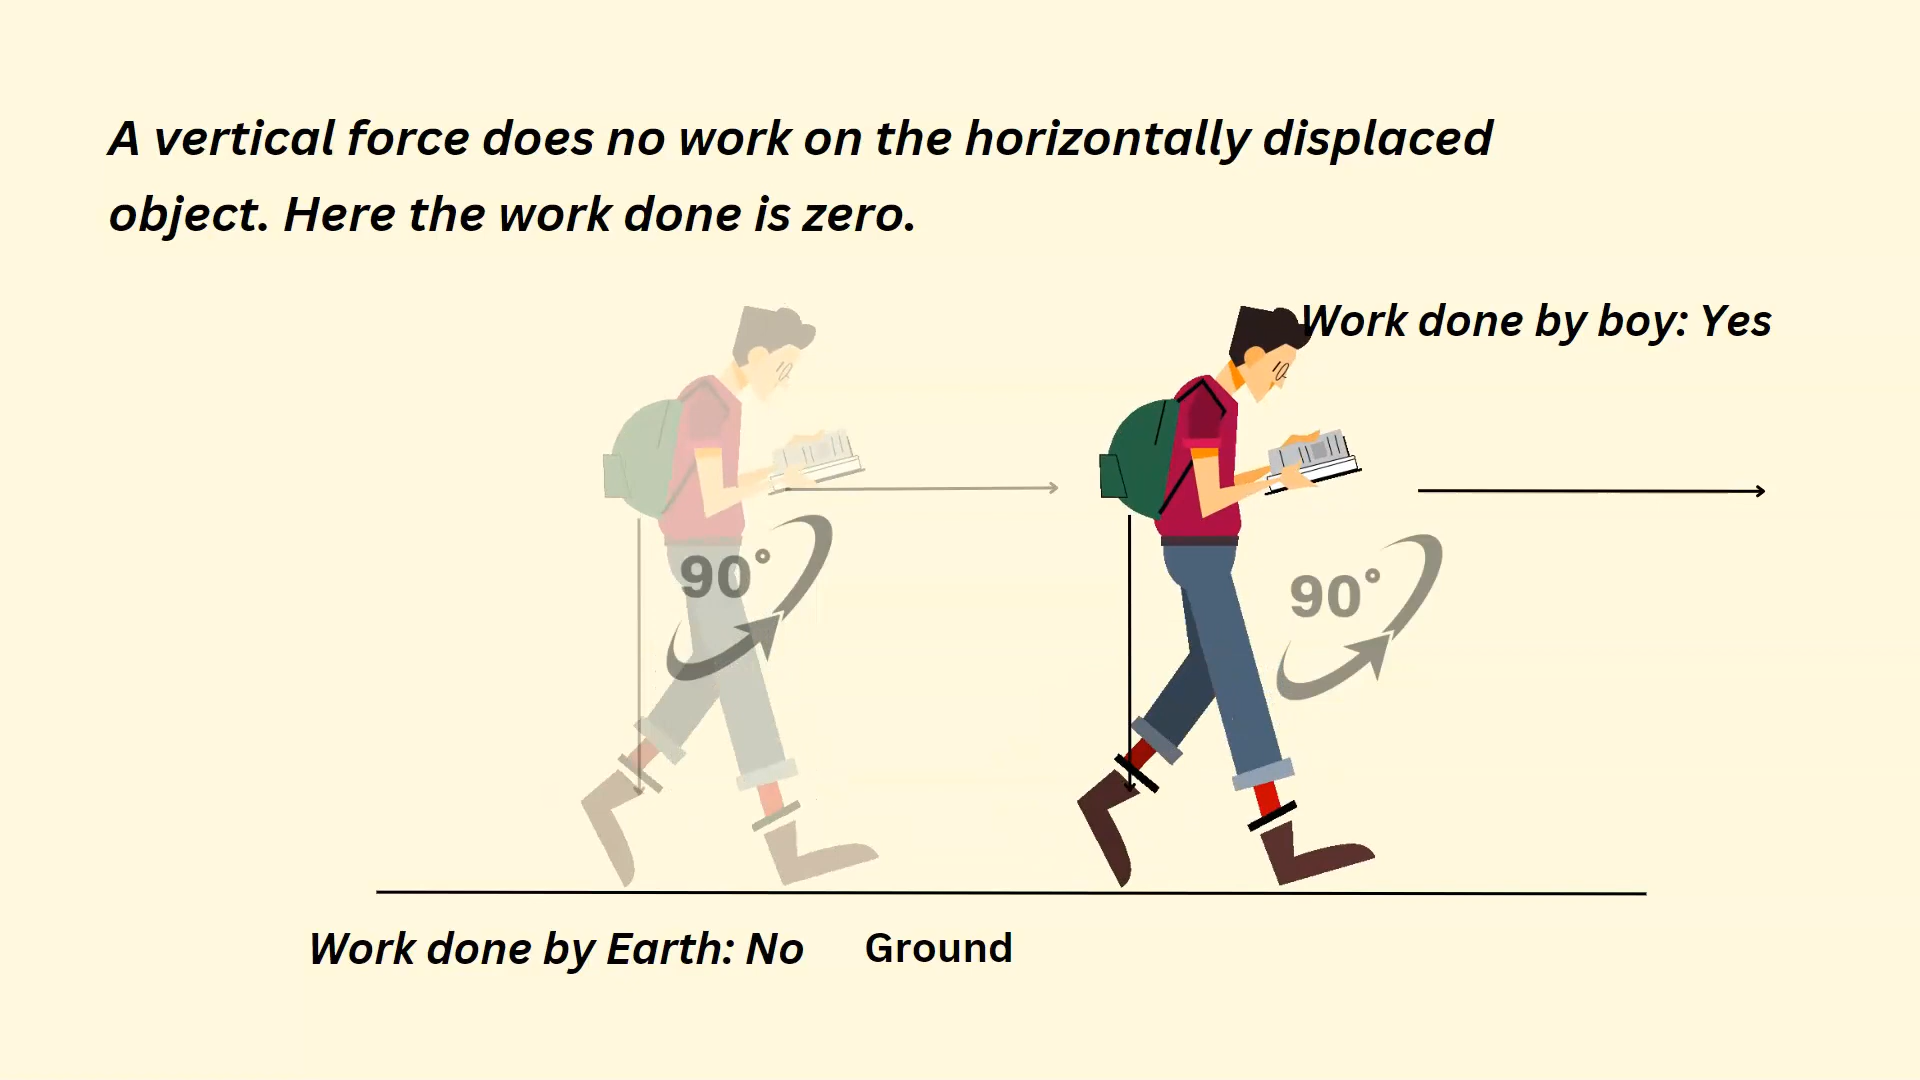 A vertical force does no work on the horizontally displaced
object. Here the work done is zero.
Work done by boy: Yes
90°
90°
Work done by Earth: No
Ground